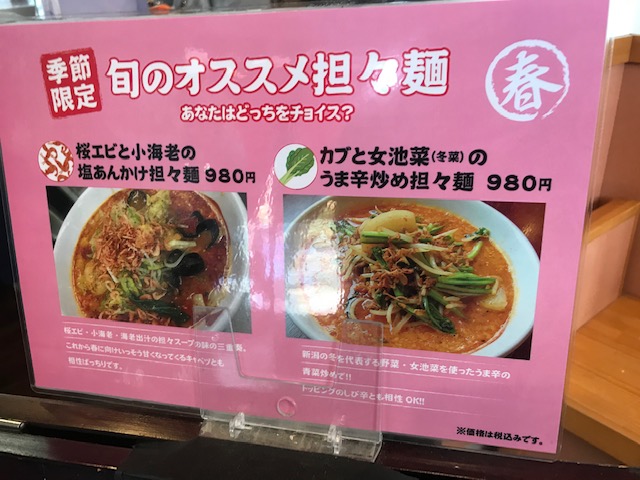 季節
限定
旬のオススメ担々麺
あなたはどっちをチョイス?
春
桜エビと小海老の
塩あんかけ担々麺 980円
カブと女池菜(冬菜)の
うま辛炒め担々麺 980円
桜エビ・小海老・海老出汁の担々スープの味の三重奏。
これから春に向けいっそう甘くなってくるキャベツとも
相性ばっちりです。
新潟の冬を代表する野菜・女池菜を使ったうま辛の
青菜炒めで!!
トッピングのしび辛とも相性OK!!
※価格は税込みです。